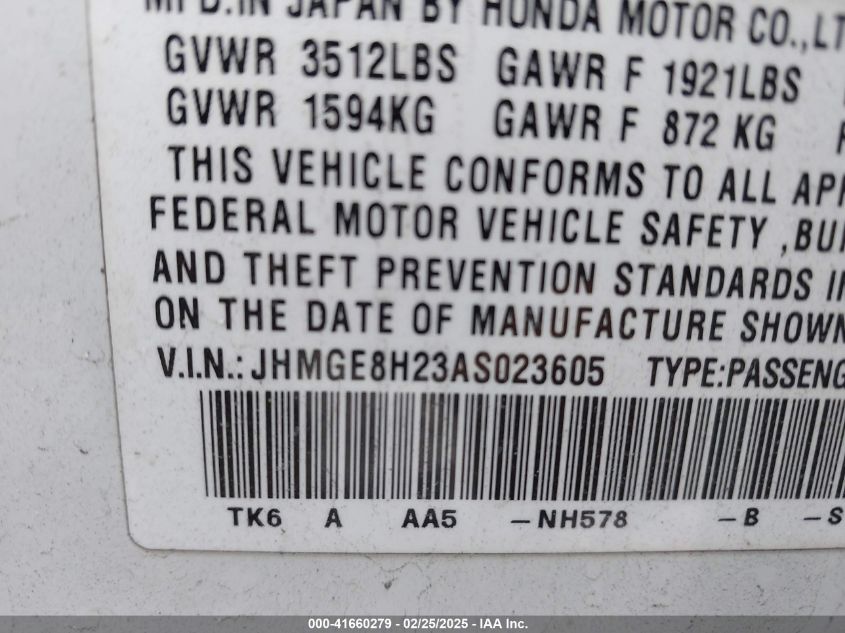 MFD.IN JAPAN BY HONDA MOTOR CO.,LT
GVWR 3512LBS GAWR F 1921LBS
GVWR 1594KG GAWR F 872 KG
THIS VEHICLE CONFORMS TO ALL APP
FEDERAL MOTOR VEHICLE SAFETY ,BU
AND THEFT PREVENTION STANDARDS IN
ON THE DATE OF MANUFACTURE SHOWN
V.I.N.: JHMGE8H23AS023605 TYPE:PASSENG
TK6 A AA5 -NH578 -B -S
000-41660279 - 02/25/2025 - IAA Inc.